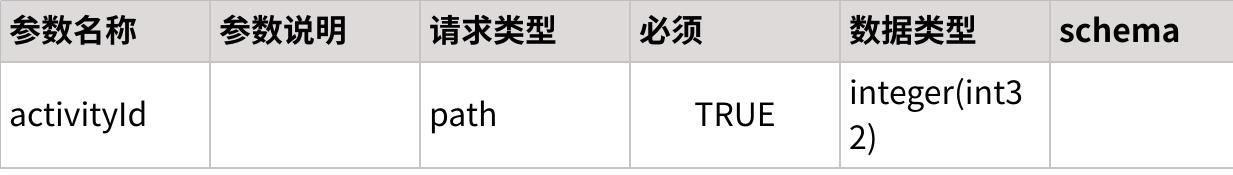 参数名称 参数说明 请求类型 必须 数据类型 schema
activityId path TRUE integer(int3
2)